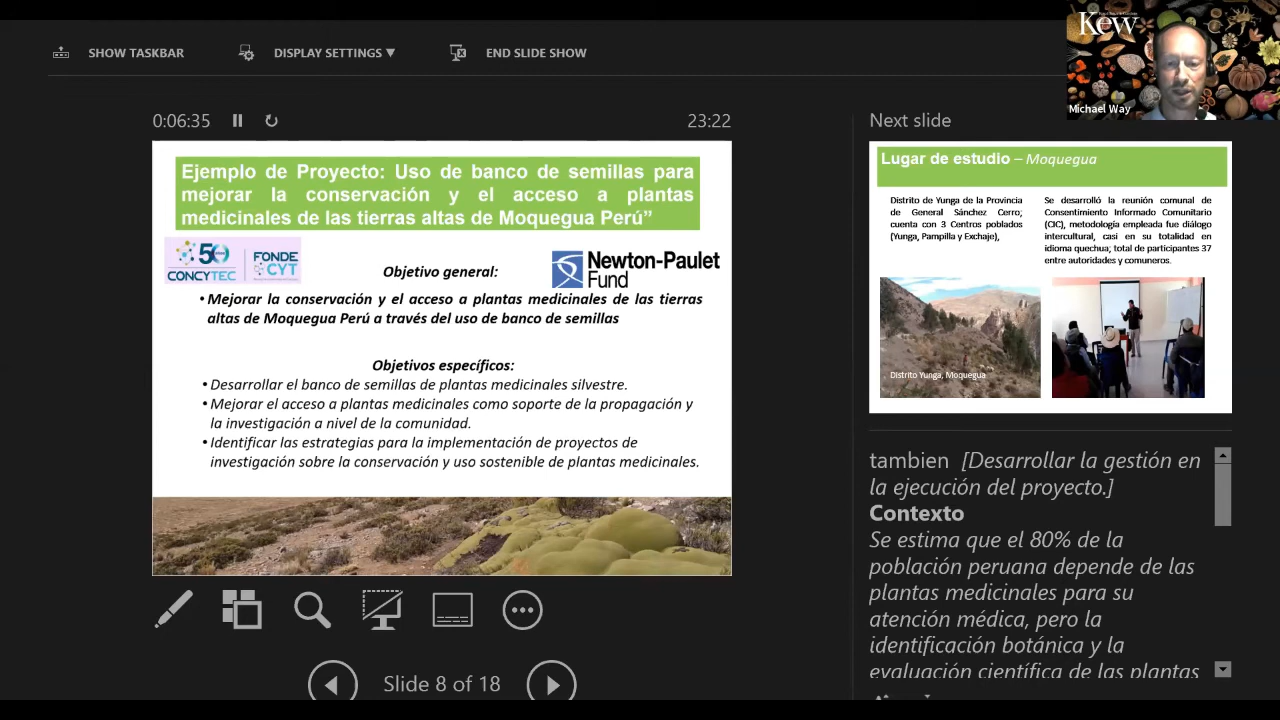 Kew
Michael Way
SHOW TASKBAR
DISPLAY SETTINGS ▼
END SLIDE SHOW
0:06:35
23:22
Ejemplo de Proyecto: Uso de banco de semillas para
mejorar la conservación y el acceso a plantas
medicinales de las tierras altas de Moquegua Perú”
50
CONCYTEC
FONDE
CYT
Newton-Paulet
Fund
Objetivo general:
• Mejorar la conservación y el acceso a plantas medicinales de las tierras
altas de Moquegua Perú a través del uso de banco de semillas
Objetivos específicos:
• Desarrollar el banco de semillas de plantas medicinales silvestre.
• Mejorar el acceso a plantas medicinales como soporte de la propagación y
la investigación a nivel de la comunidad.
• Identificar las estrategias para la implementación de proyectos de
investigación sobre la conservación y uso sostenible de plantas medicinales.
Slide 8 of 18
Next slide
Lugar de estudio – Moquegua
Distrito de Yunga de la Provincia
de General Sánchez Cerro;
cuenta con 3 Centros poblados
(Yunga, Pampilla y Exchaje),
Se desarrolló la reunión comunal de
Consentimiento Informado Comunitario
(CIC), metodología empleada fue diálogo
intercultural, casi en su totalidad en
idioma quechua; total de participantes 37
entre autoridades y comuneros.
Distrito Yunga, Moquegua
tambien [Desarrollar la gestión en
la ejecución del proyecto.]
Contexto
Se estima que el 80% de la
población peruana depende de las
plantas medicinales para su
atención médica, pero la
identificación botánica y la
evaluación científica de las plantas